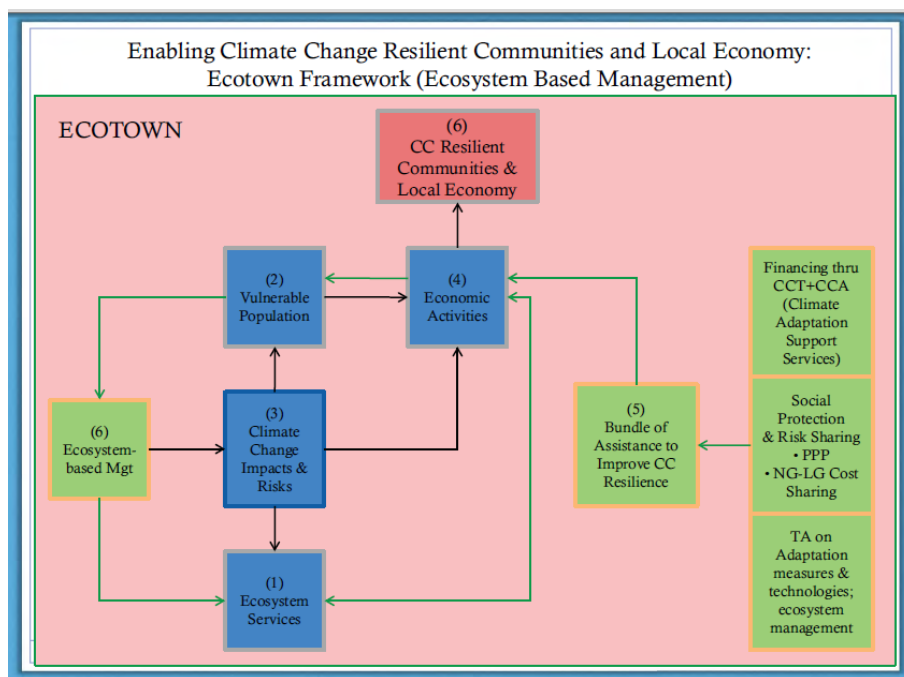 Enabling Climate Change Resilient Communities and Local Economy:
Ecotown Framework (Ecosystem Based Management)
ECOTOWN
(6)
CC Resilient
Communities &
Local Economy
(2)
Vulnerable
Population
(4)
Economic
Activities
Financing thru
CCT+CCA
(Climate
Adaptation
Support
Services)
(6)
Ecosystem-
based Mgt
(3)
Climate
Change
Impacts &
Risks
(5)
Bundle of
Assistance to
Improve CC
Resilience
Social
Protection
& Risk Sharing
• PPP
• NG-LG Cost
Sharing
(1)
Ecosystem
Services
TA on
Adaptation
measures &
technologies;
ecosystem
management